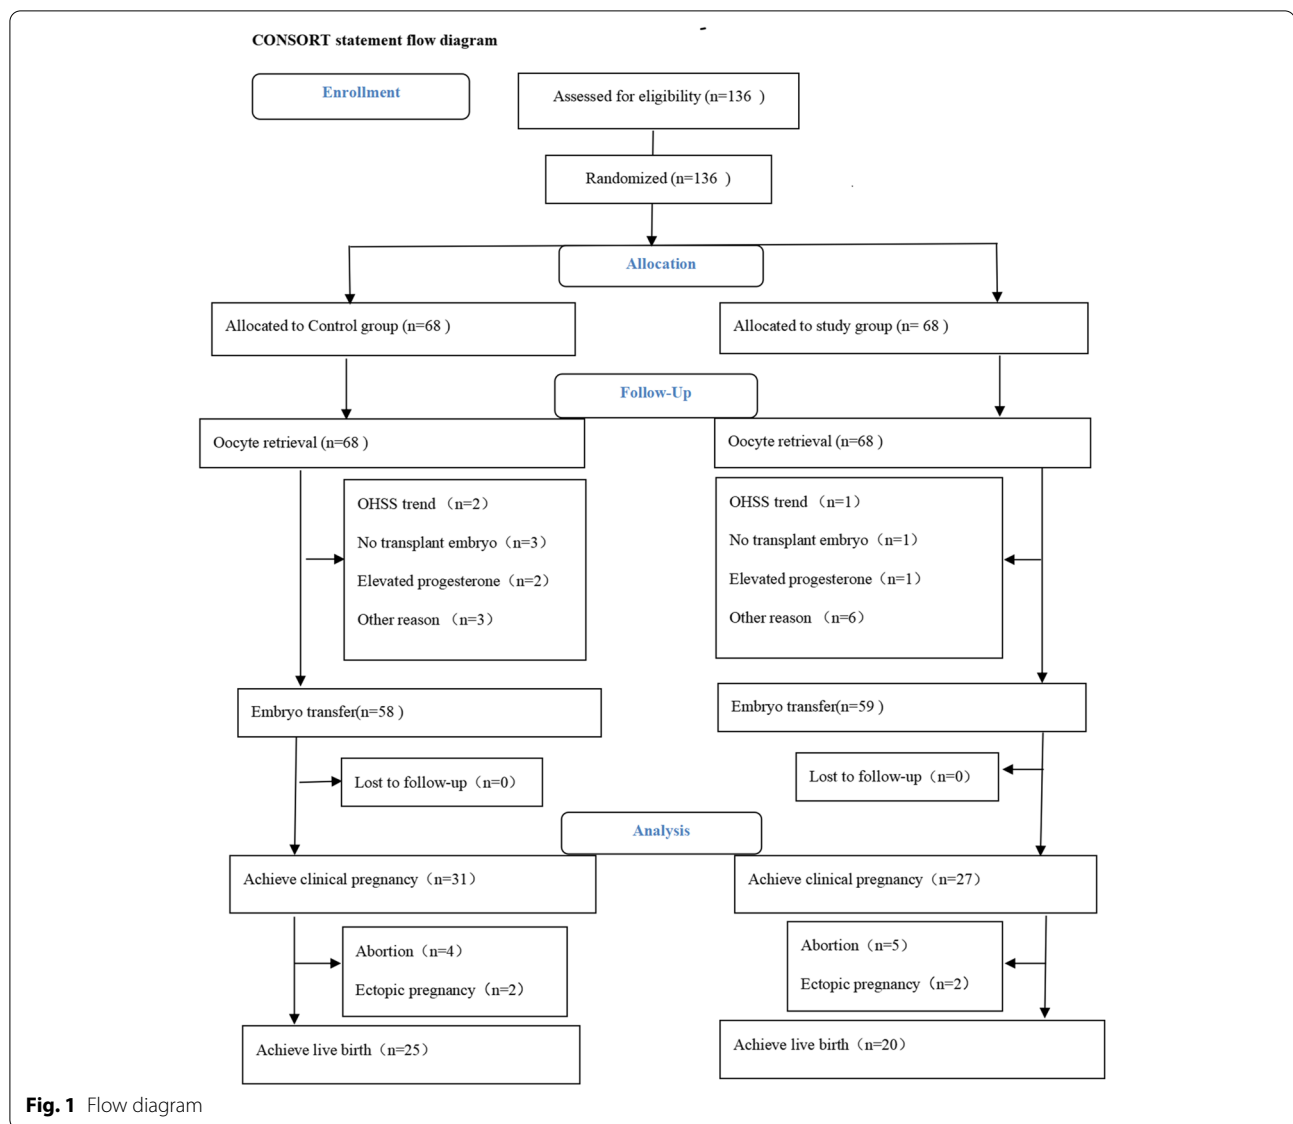 CONSORT statement flow diagram
Enrollment
Assessed for eligibility (n=136 )
Randomized (n=136 )
Allocation
Allocated to Control group (n=68 )
Allocated to study group (n= 68 )
Follow-Up
Oocyte retrieval (n=68 )
Oocyte retrieval (n=68 )
OHSS trend （n=2）
No transplant embryo（n=3）
Elevated progesterone（n=2）
Other reason （n=3）
OHSS trend （n=1）
No transplant embryo（n=1）
Elevated progesterone（n=1）
Other reason （n=6）
Embryo transfer(n=58 )
Embryo transfer(n=59 )
Lost to follow-up（n=0）
Lost to follow-up（n=0）
Analysis
Achieve clinical pregnancy（n=31）
Achieve clinical pregnancy（n=27）
Abortion（n=4）
Ectopic pregnancy（n=2）
Abortion（n=5）
Ectopic pregnancy（n=2）
Achieve live birth（n=25）
Achieve live birth（n=20）
Fig. 1 Flow diagram